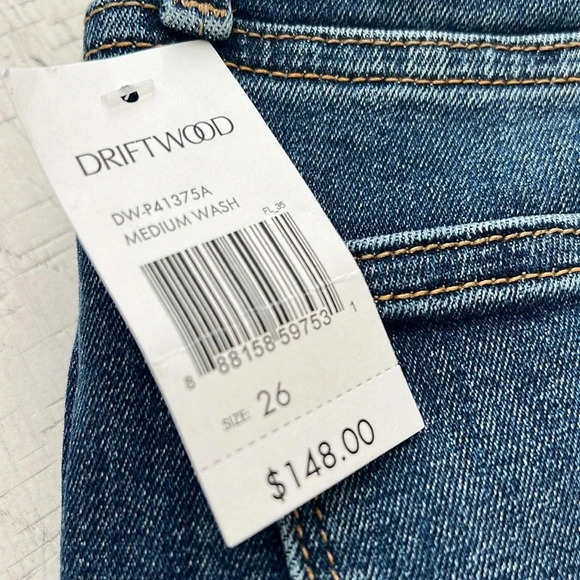 DRIFTWOOD
DW-P41375A
MEDIUM WASH
FL_35
8 88158 59753 1
SIZE: 26
$148.00